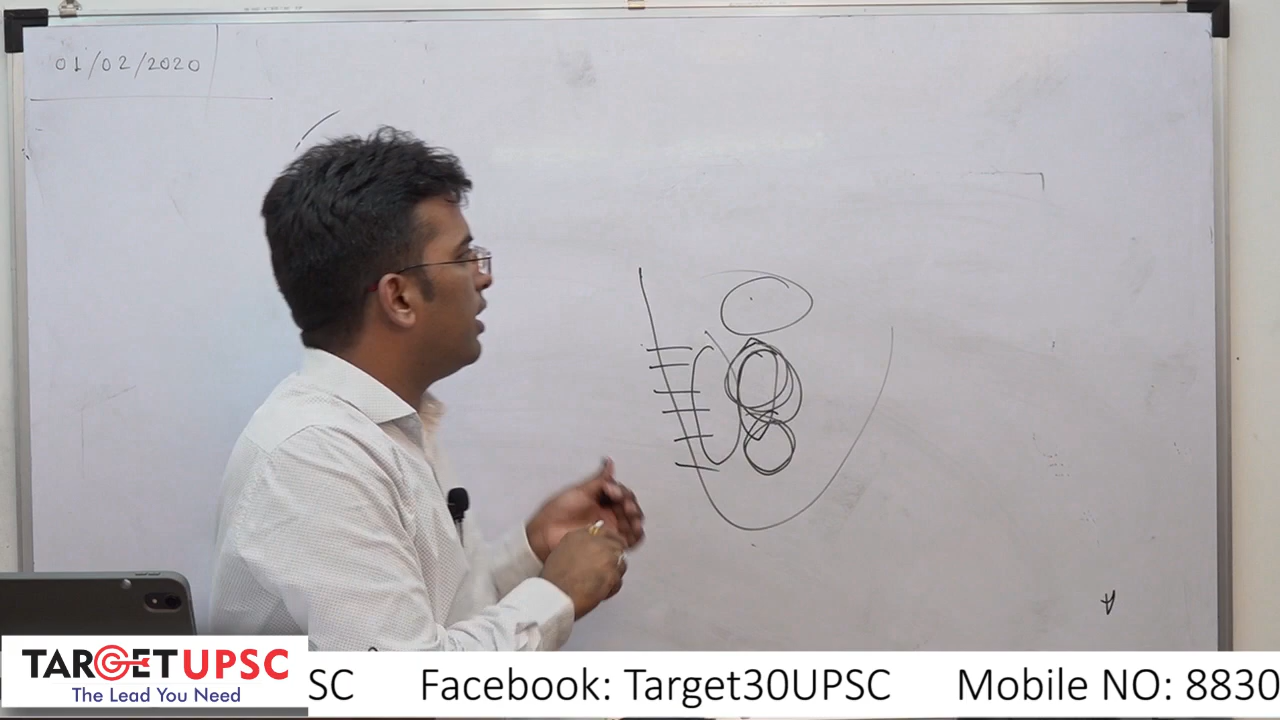 01/02/2020
TARGETUPSC
The Lead You Need
SC Facebook: Target30UPSC Mobile NO: 8830